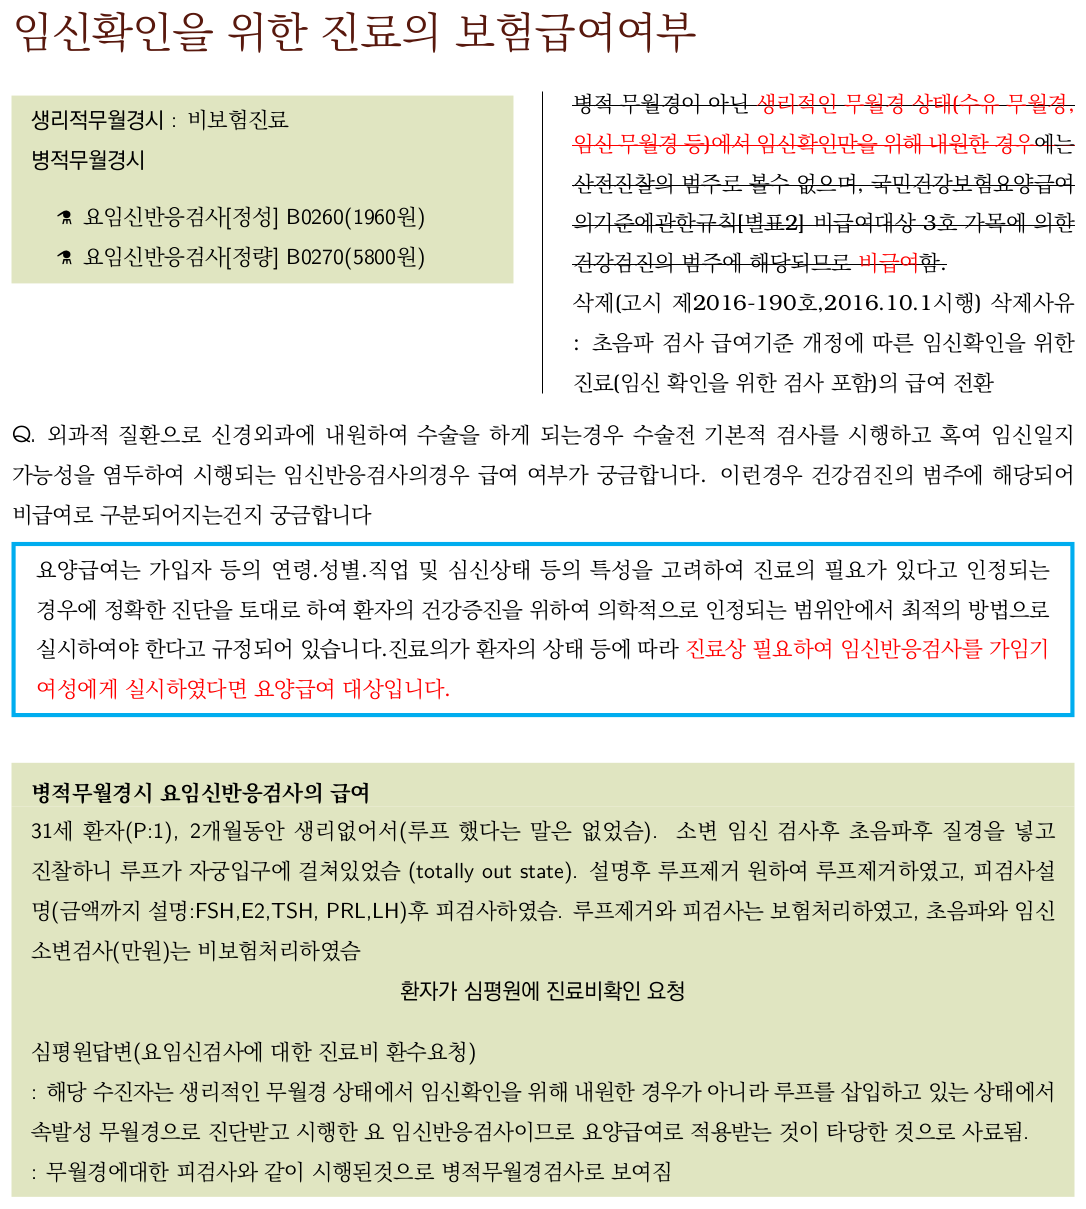 임신확인을 위한 진료의 보험급여여부
생리적무월경시 : 비보험진료
병적무월경시
요임신반응검사[정성] B0260(1960원)
요임신반응검사[정량] B0270(5800원)
병적 무월경이 아닌 생리적인 무월경 상태(수유 무월경,
임신 무월경 등)에서 임신확인만을 위해 내원한 경우에는
산전진찰의 범주로 볼수 없으며, 국민건강보험요양급여
의기준에관한규칙[별표2] 비급여대상 3호 가목에 의한
건강검진의 범주에 해당되므로 비급여함.
삭제(고시 제2016-190호,2016.10.1시행) 삭제사유
: 초음파 검사 급여기준 개정에 따른 임신확인을 위한
진료(임신 확인을 위한 검사 포함)의 급여 전환
Q. 외과적 질환으로 신경외과에 내원하여 수술을 하게 되는경우 수술전 기본적 검사를 시행하고 혹여 임신일지
가능성을 염두하여 시행되는 임신반응검사의경우 급여 여부가 궁금합니다. 이런경우 건강검진의 범주에 해당되어
비급여로 구분되어지는건지 궁금합니다
요양급여는 가입자 등의 연령.성별.직업 및 심신상태 등의 특성을 고려하여 진료의 필요가 있다고 인정되는
경우에 정확한 진단을 토대로 하여 환자의 건강증진을 위하여 의학적으로 인정되는 범위안에서 최적의 방법으로
실시하여야 한다고 규정되어 있습니다.진료의가 환자의 상태 등에 따라 진료상 필요하여 임신반응검사를 가임기
여성에게 실시하였다면 요양급여 대상입니다.
병적무월경시 요임신반응검사의 급여
31세 환자(P:1), 2개월동안 생리없어서(루프 했다는 말은 없었슴). 소변 임신 검사후 초음파후 질경을 넣고
진찰하니 루프가 자궁입구에 걸쳐있었슴 (totally out state). 설명후 루프제거 원하여 루프제거하였고, 피검사설
명(금액까지 설명:FSH,E2,TSH, PRL,LH)후 피검사하였슴. 루프제거와 피검사는 보험처리하였고, 초음파와 임신
소변검사(만원)는 비보험처리하였슴
환자가 심평원에 진료비확인 요청
심평원답변(요임신검사에 대한 진료비 환수요청)
: 해당 수진자는 생리적인 무월경 상태에서 임신확인을 위해 내원한 경우가 아니라 루프를 삽입하고 있는 상태에서
속발성 무월경으로 진단받고 시행한 요 임신반응검사이므로 요양급여로 적용받는 것이 타당한 것으로 사료됨.
: 무월경에대한 피검사와 같이 시행된것으로 병적무월경검사로 보여짐